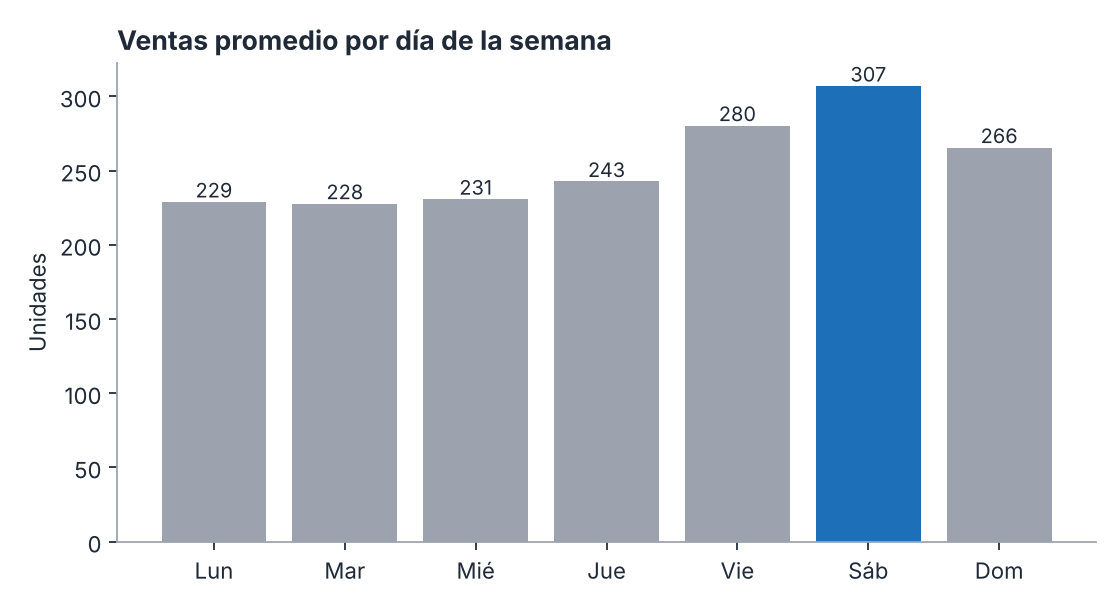 Ventas promedio por día de la semana
Unidades
300
250
200
150
100
50
0
229
228
231
243
280
307
266
Lun
Mar
Mié
Jue
Vie
Sáb
Dom